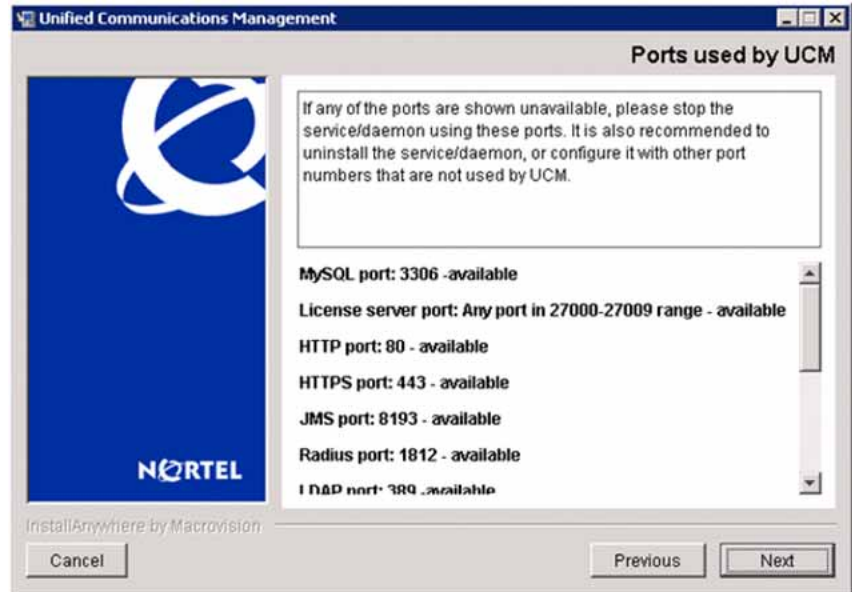 Unified Communications Management
Ports used by UCM
If any of the ports are shown unavailable, please stop the
service/daemon using these ports. It is also recommended to
uninstall the service/daemon, or configure it with other port
numbers that are not used by UCM.
MySQL port: 3306 -available
License server port: Any port in 27000-27009 range - available
HTTP port: 80 - available
HTTPS port: 443 - available
JMS port: 8193 - available
Radius port: 1812 - available
LDAP port: 389 -available
NORTEL
InstallAnywhere by Macrovision
Cancel
Previous
Next